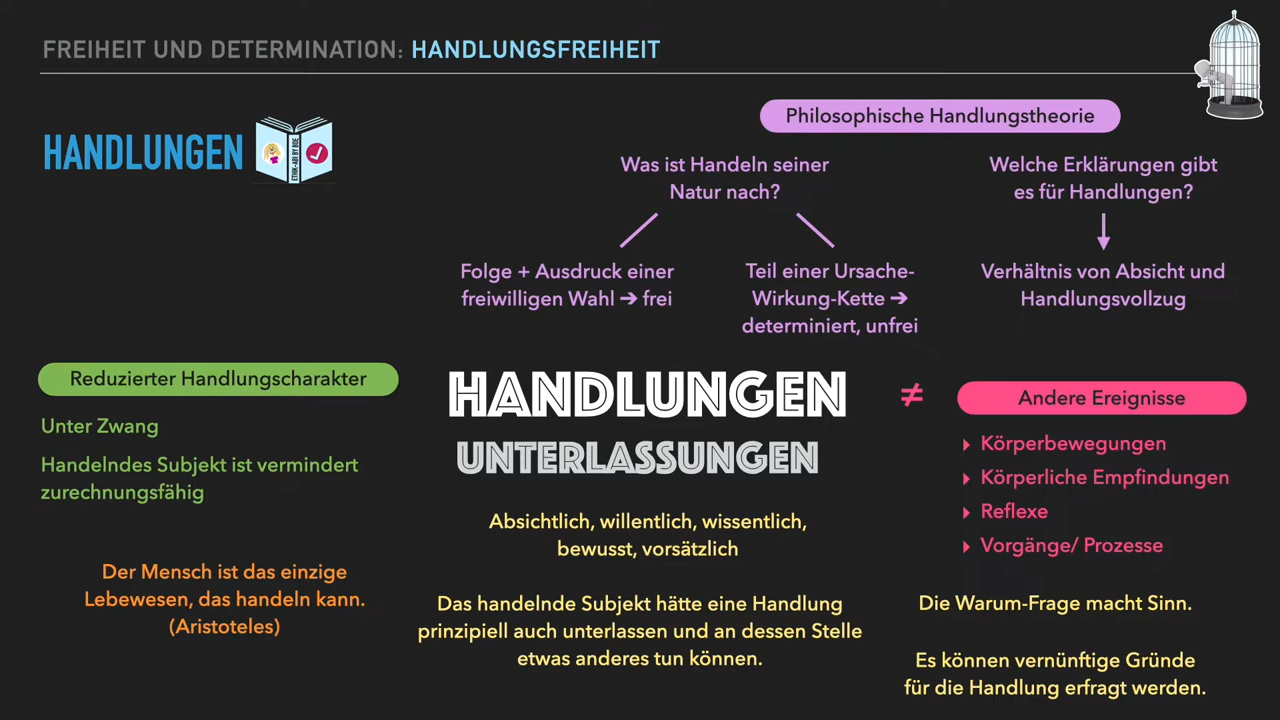 FREIHEIT UND DETERMINATION: HANDLUNGSFREIHEIT
HANDLUNGEN
ETHIK-ABI BY BOE
Philosophische Handlungstheorie
Was ist Handeln seiner
Natur nach?
Welche Erklärungen gibt
es für Handlungen?
Folge + Ausdruck einer
freiwilligen Wahl ➔ frei
Teil einer Ursache-
Wirkung-Kette ➔
determiniert, unfrei
Verhältnis von Absicht und
Handlungsvollzug
Reduzierter Handlungscharakter
Unter Zwang
Handelndes Subjekt ist vermindert
zurechnungsfähig
Der Mensch ist das einzige
Lebewesen, das handeln kann.
(Aristoteles)
HANDLUNGEN
UNTERLASSUNGEN
Absichtlich, willentlich, wissentlich,
bewusst, vorsätzlich
Das handelnde Subjekt hätte eine Handlung
prinzipiell auch unterlassen und an dessen Stelle
etwas anderes tun können.
≠
Andere Ereignisse
Körperbewegungen
Körperliche Empfindungen
Reflexe
Vorgänge/ Prozesse
Die Warum-Frage macht Sinn.
Es können vernünftige Gründe
für die Handlung erfragt werden.